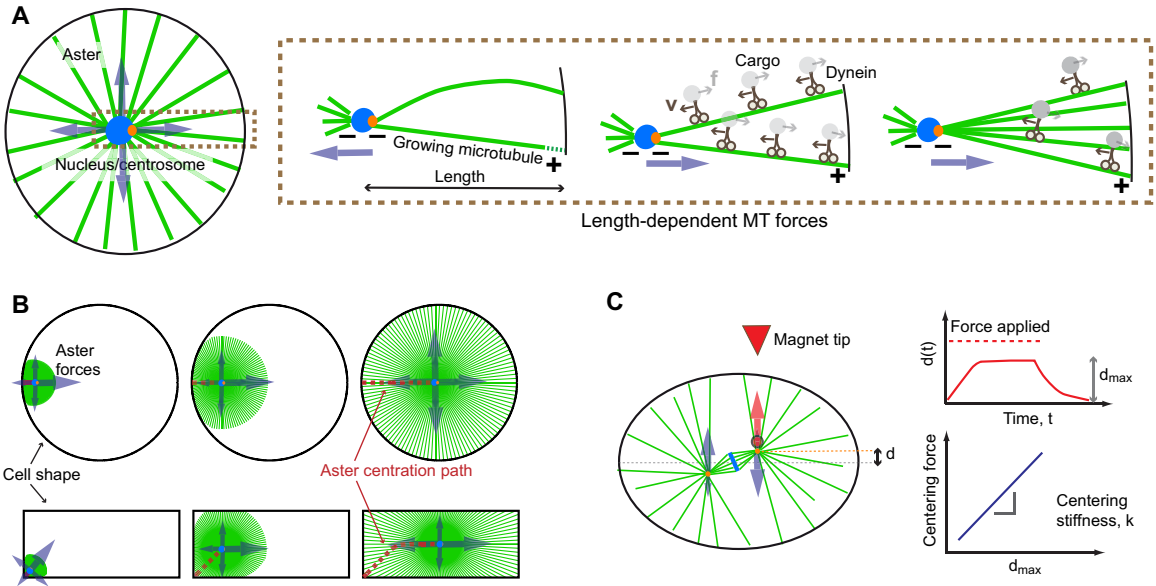 A
Aster
Nucleus centrosome
Growing microtubule
+
Length
v
f
Cargo
Dynein
+
+
Length-dependent MT forces
B
Aster
forces
Cell shape
Aster centration path
C
Magnet tip
d
Force applied
d(t)
dmax
Time, t
Centering force
Centering
stiffness, k
dmax